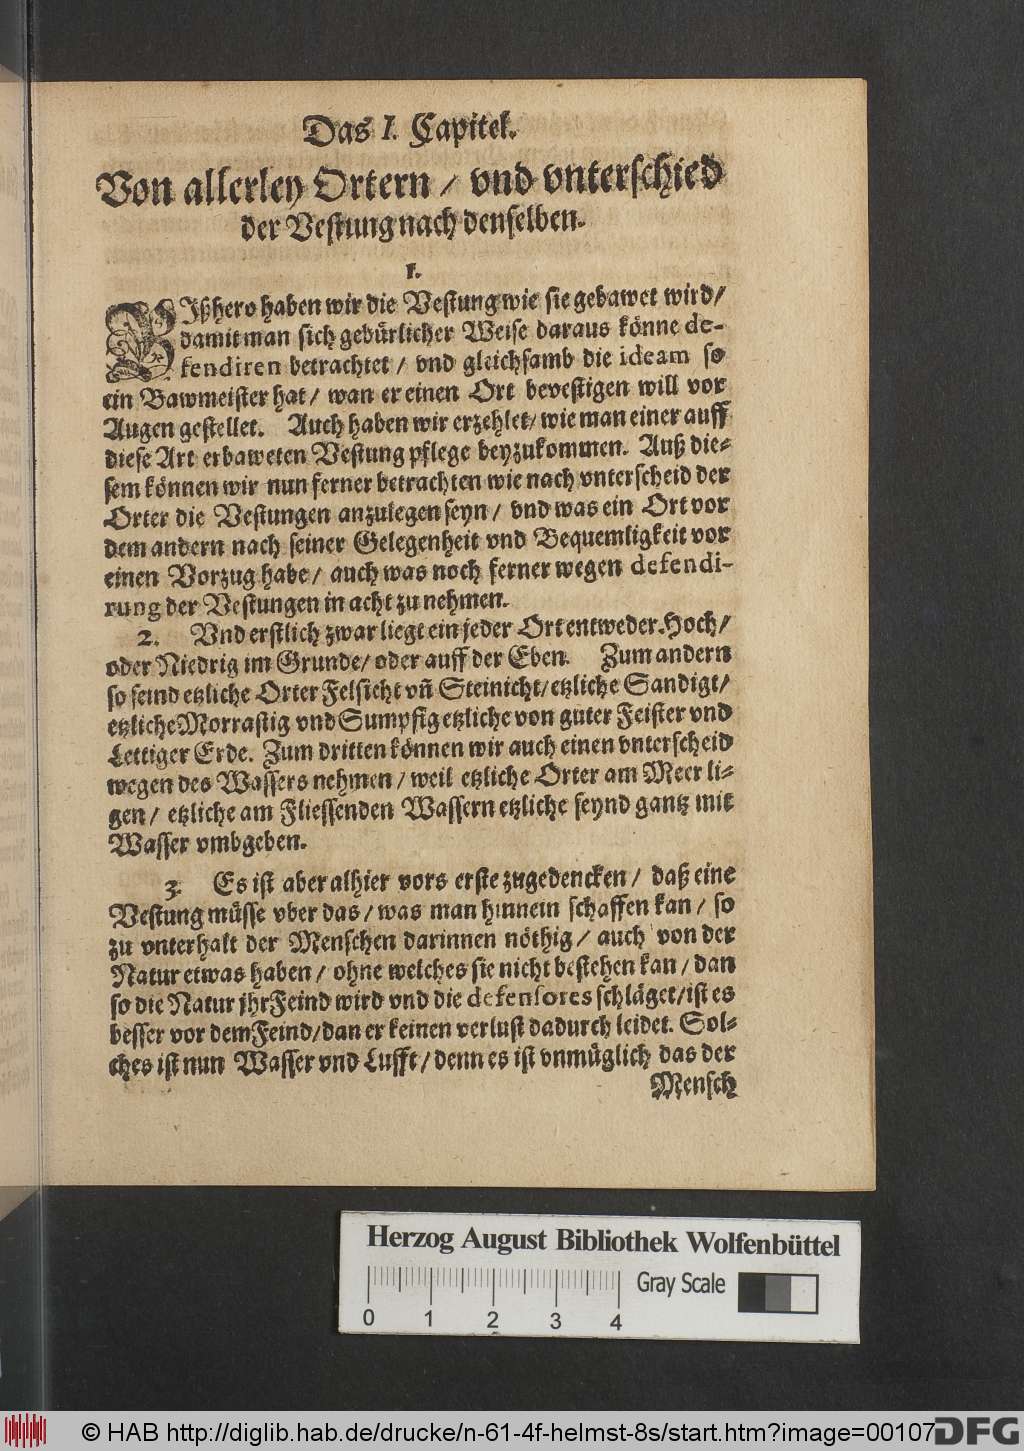 Das I. Capitel.
Von allerley Ortern / vnd vnterschied
der Vestung nach denselben.
1.
BIßhero haben wir die Vestung wie sie gebawet wird /
damit man sich gebürlicher Weise daraus könne de-
fendiren betrachtet / vnd gleichsamb die ideam so
ein Bawmeister hat / wan er einen Ort bevestigen will vor
Augen gestellet. Auch haben wir erzehlet / wie man einer auff
diese Art erbaweten Vestung pflege beyzukommen. Auß die-
sem können wir nun ferner betrachten wie nach vnterscheid der
Orter die Vestungen anzulegen seyn / vnd was ein Ort vor
dem andern nach seiner Gelegenheit vnd Bequemligkeit vor
einen Vorzug habe / auch was noch ferner wegen defendi-
rung der Vestungen in acht zu nehmen.
2. Vnd erstlich zwar liegt ein jeder Ort entweder Hoch /
oder Niedrig im Grunde / oder auff der Eben. Zum andern
so seind etzliche Orter Felsicht vñ Steinicht / etzliche Sandigt /
etzliche Morrastig vnd Sumpfig etzliche von guter Feister vnd
Lettiger Erde. Zum dritten können wir auch einen vnterscheid
wegen des Wassers nehmen / weil etzliche Orter am Meer li-
gen / etzliche am Fliessenden Wassern etzliche seynd gantz mit
Wasser vmbgeben.
3. Es ist aber alhier vors erste zugedencken / daß eine
Vestung müsse vber das / was man hinnein schaffen kan / so
zu vnterhalt der Menschen darinnen nöthig / auch von der
Natur etwas haben / ohne welches sie nicht bestehen kan / dan
so die Natur jhr Feind wird vnd die defensores schläget / ist es
besser vor dem Feind / dan er keinen verlust dadurch leidet. Sol-
ches ist nun Wasser vnd Lufft / denn es ist vnmüglich das der
Mensch
Herzog August Bibliothek Wolfenbüttel
Gray Scale
0 1 2 3 4
© HAB http://diglib.hab.de/drucke/n-61-4f-helmst-8s/start.htm?image=00107
DFG